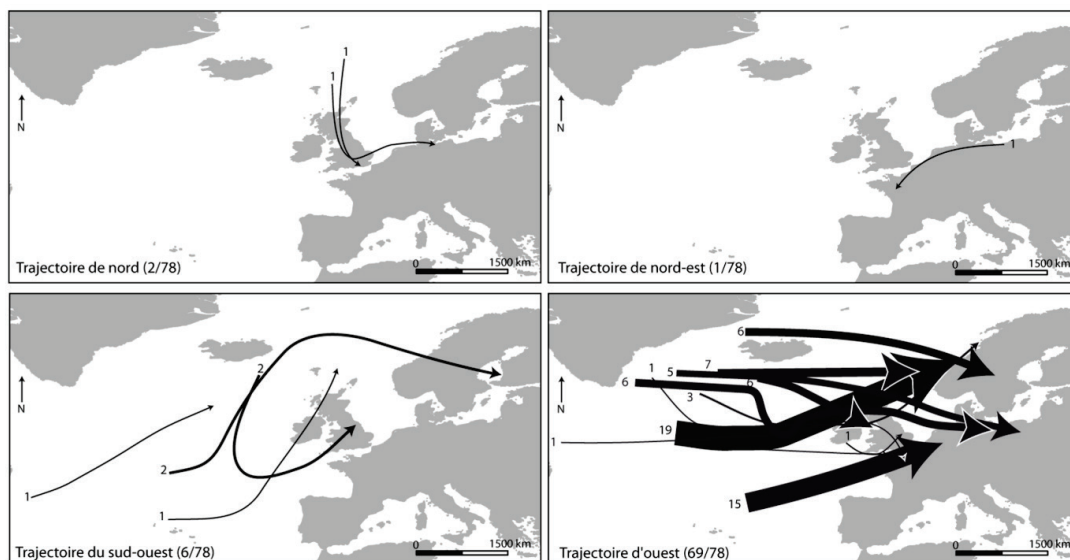 1
1
N
0 1500 km
Trajectoire de nord (2/78)
1
N
0 1500 km
Trajectoire de nord-est (1/78)
2
1
2
1
N
0 1500 km
Trajectoire du sud-ouest (6/78)
6
1
7
5
6
6
3
19
1
1
15
N
0 1500 km
Trajectoire d'ouest (69/78)